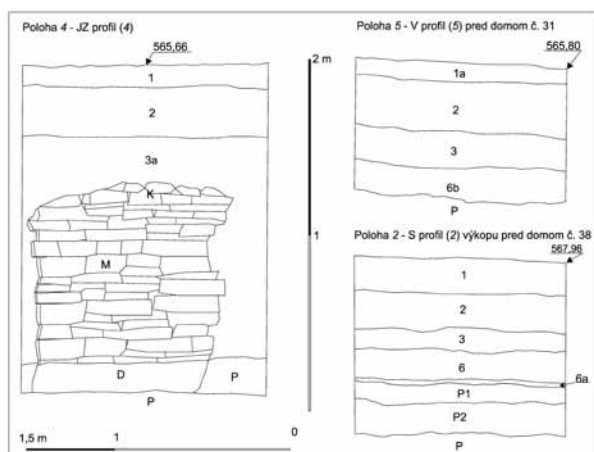 Poloha 4 - JZ profil (4)
565,66
1
2
3a
K
M
D
P
P
1,5 m
1
0
2 m
1
Poloha 5 - V profil (5) pred domom č. 31
565,80
1a
2
3
6b
P
Poloha 2 - S profil (2) výkopu pred domom č. 38
567,96
1
2
3
6
6a
P1
P2
P